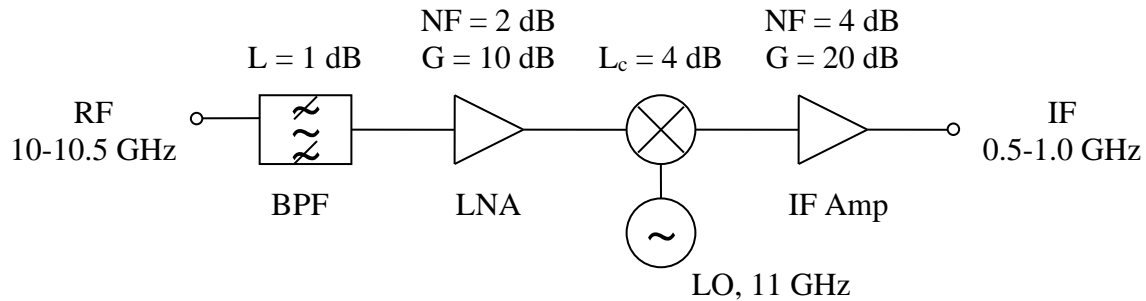 NF = 2 dB
NF = 4 dB
L = 1 dB
G = 10 dB
Lc = 4 dB
G = 20 dB
RF
10-10.5 GHz
IF
0.5-1.0 GHz
BPF
LNA
IF Amp
LO, 11 GHz